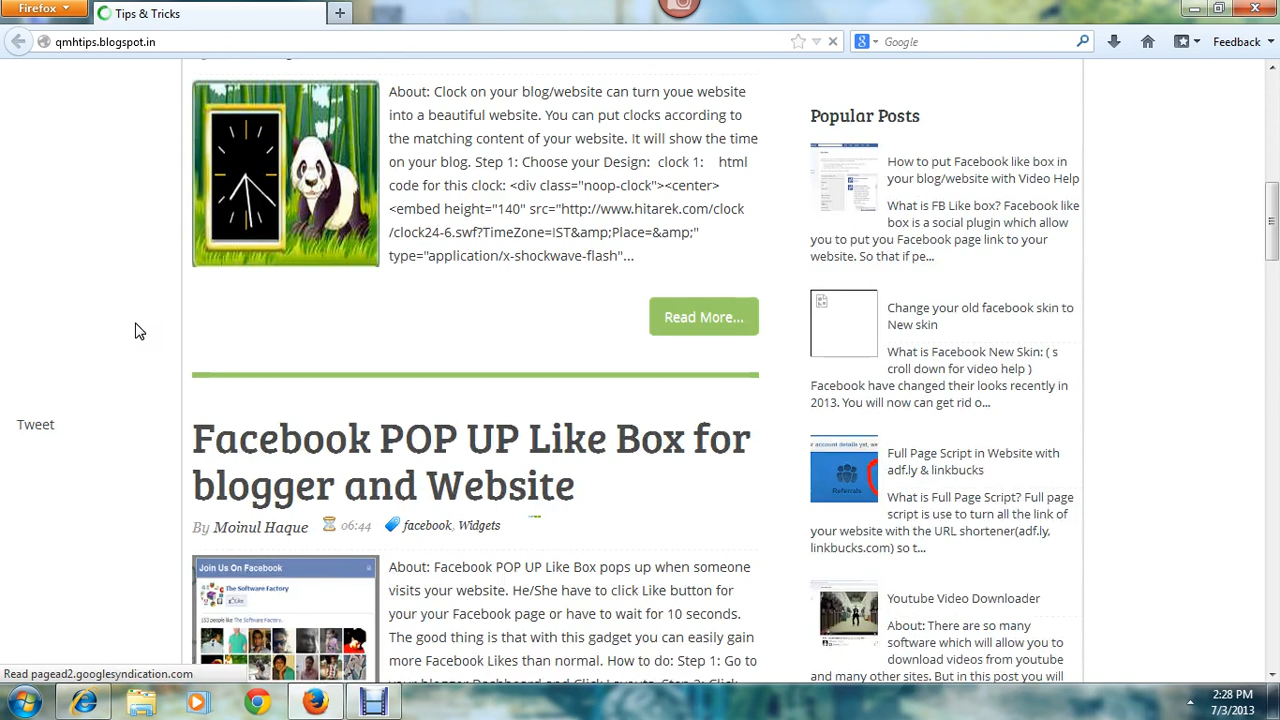 Firefox
Tips & Tricks
qmhtips.blogspot.in
Google
Feedback
About: Clock on your blog/website can turn youe website
into a beautiful website. You can put clocks according to
the matching content of your website. It will show the time
on your blog. Step 1: Choose your Design: clock 1: html
code of this clock: <div class="top-clock"><center>
<embed height="140" src="http://www.hiterek.com/clock
/clock24-6.swf?TimeZone=IST&amp;Place=&amp;"
type="application/x-shockwave-flash"...
Read More...
Tweet
Facebook POP UP Like Box for
blogger and Website
By Moinul Haque 06:44 facebook, Widgets
Join Us On Facebook
The Software Factory
Like
153 people like The Software Factory.
About: Facebook POP UP Like Box pops up when someone
visits your website. He/She have to click Like button for
your your Facebook page or have to wait for 10 seconds.
The good thing is that with this gadget you can easily gain
more Facebook Likes than normal. How to do: Step 1: Go to
Popular Posts
How to put Facebook like box in
your blog/website with Video Help
What is FB Like box? Facebook like
box is a social plugin which allow
you to put you Facebook page link to your
website. So that if pe...
Change your old facebook skin to
New skin
What is Facebook New Skin: ( s
croll down for video help )
Facebook have changed their looks recently in
2013. You will now can get rid o...
r account details yet, we
Referrals
Full Page Script in Website with
adf.ly & linkbucks
What is Full Page Script? Full page
script is use to turn all the link of
your website with the URL shortener(adf.ly,
linkbucks.com) so t...
Youtube Video Downloader
About: There are so many
software which will allow you to
download videos from youtube
and many other sites. But in this post you will
Read pagead2.googlesyndication.com
2:28 PM
7/3/2013